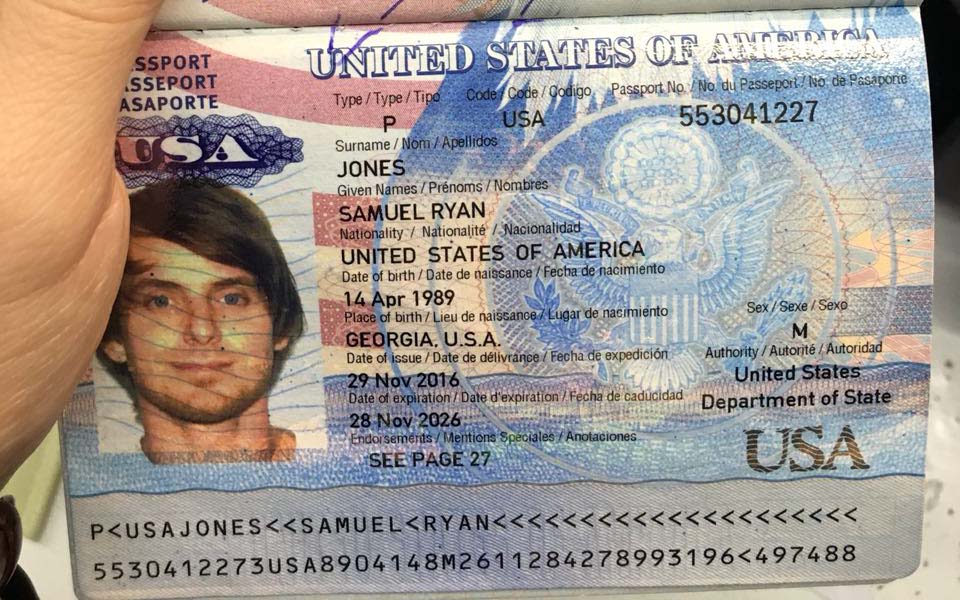 ASSPORT
ASSEPORT
ASAPORTE
USA
UNITED STATES OF AMERICA
Type / Type / Tipo Code / Code / Codigo Passport No. / No. du Passeport / No. de Pasaporte
P USA 553041227
Surname / Nom / Apellidos
JONES
Given Names / Prénoms / Nombres
SAMUEL RYAN
Nationality / Nationalité / Nacionalidad
UNITED STATES OF AMERICA
Date of birth / Date de naissance / Fecha de nacimiento
14 Apr 1989
Place of birth / Lieu de naissance / Lugar de nacimiento
GEORGIA. U.S.A.
Date of issue / Date de délivrance / Fecha de expedición
29 Nov 2016
Date of expiration / Date d'expiration / Fecha de caducidad
28 Nov 2026
Endorsements / Mentions Spéciales / Anotaciones
SEE PAGE 27
Sex / Sexe / Sexo
M
Authority / Autorité / Autoridad
United States
Department of State
USA
P<USAJONES<<SAMUEL<RYAN<<<<<<<<<<<<<<<<<<<<<
5530412273USA8904148M2611284278993196<497488